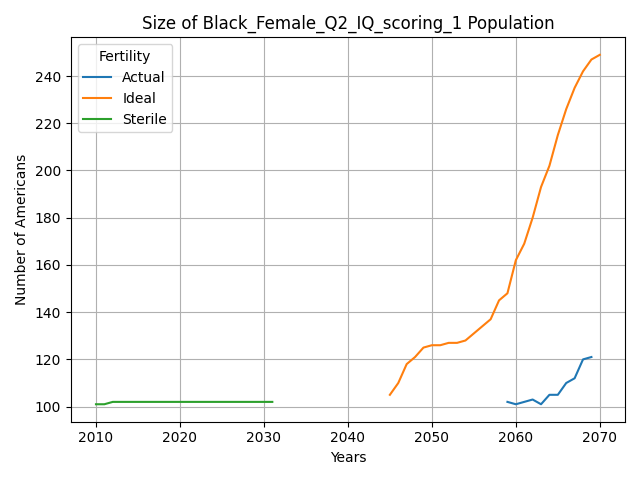 Size of Black_Female_Q2_IQ_scoring_1 Population
Fertility
Actual
Ideal
Sterile
Number of Americans
240
220
200
180
160
140
120
100
2010 2020 2030 2040 2050 2060 2070
Years